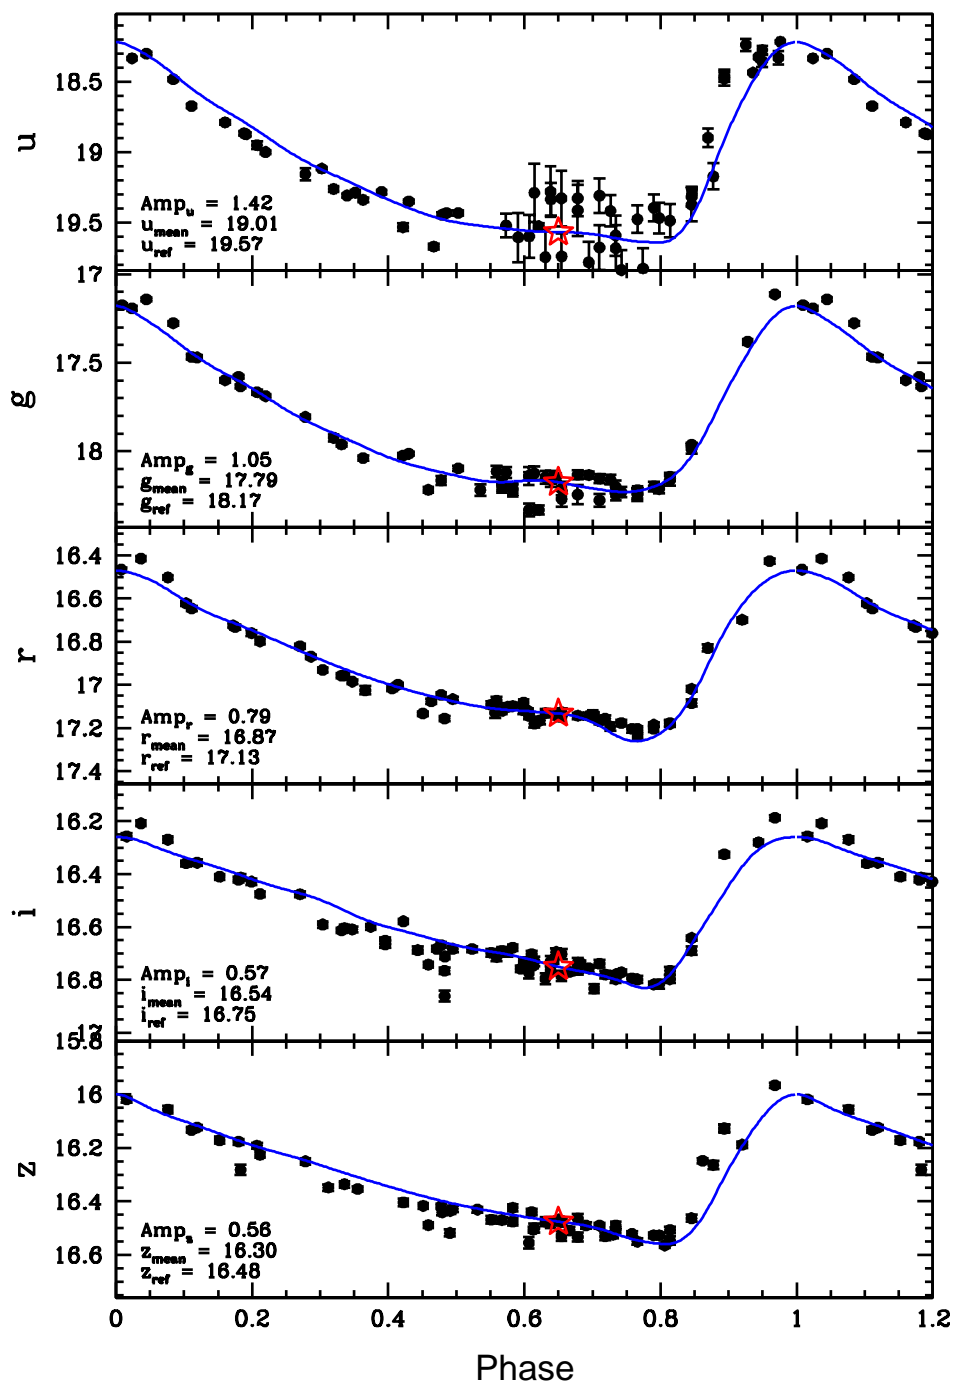 u
18.5
19
19.5
Amp_u = 1.42
u_mean = 19.01
u_ref = 19.57
g
17
17.5
18
Amp_g = 1.05
g_mean = 17.79
g_ref = 18.17
r
16.4
16.6
16.8
17
17.2
17.4
Amp_r = 0.79
r_mean = 16.87
r_ref = 17.13
i
16.2
16.4
16.6
16.8
Amp_i = 0.57
i_mean = 16.54
i_ref = 16.75
z
15.8
16
16.2
16.4
16.6
Amp_z = 0.56
z_mean = 16.30
z_ref = 16.48
0 0.2 0.4 0.6 0.8 1 1.2
Phase